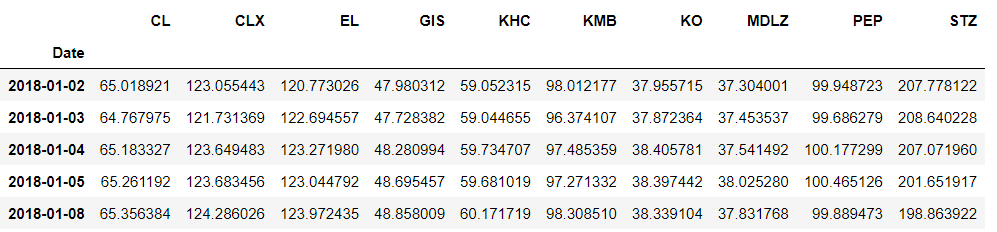 CL CLX EL GIS KHC KMB KO MDLZ PEP STZ
Date
2018-01-02 65.018921 123.055443 120.773026 47.980312 59.052315 98.012177 37.955715 37.304001 99.948723 207.778122
2018-01-03 64.767975 121.731369 122.694557 47.728382 59.044655 96.374107 37.872364 37.453537 99.686279 208.640228
2018-01-04 65.183327 123.649483 123.271980 48.280994 59.734707 97.485359 38.405781 37.541492 100.177299 207.071960
2018-01-05 65.261192 123.683456 123.044792 48.695457 59.681019 97.271332 38.397442 38.025280 100.465126 201.651917
2018-01-08 65.356384 124.286026 123.972435 48.858009 60.171719 98.308510 38.339104 37.831768 99.889473 198.863922